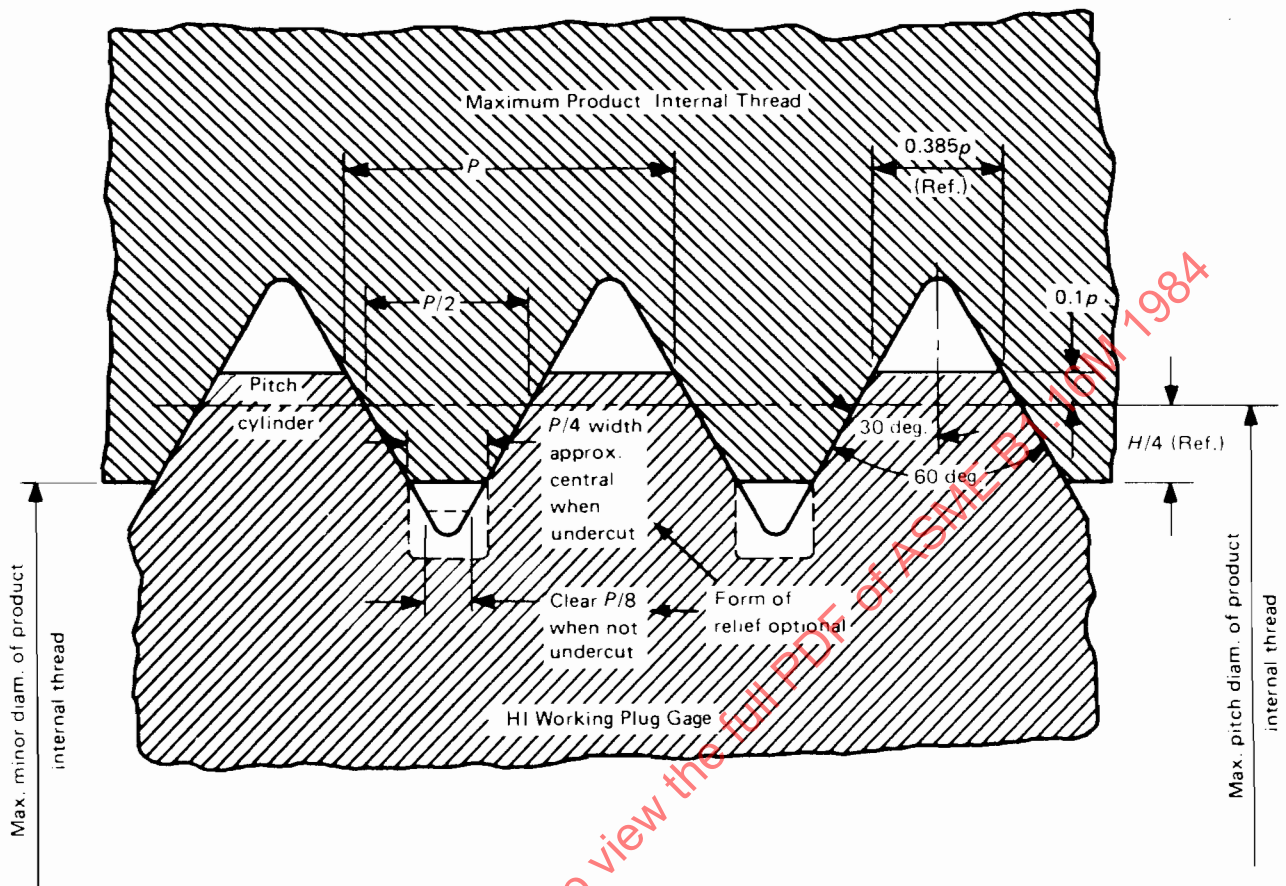 Maximum Product Internal Thread
P
0.385p
(Ref.)
P/2
0.1p
Pitch
cylinder
P/4 width
approx.
central
when
undercut
30 deg.
60 deg
H/4 (Ref.)
Clear P/8
when not
undercut
Form of
relief optional
HI Working Plug Gage
Max. minor diam. of product
internal thread
Max. pitch diam. of product
internal thread
o view the full PDF of ASME B1.16M 1984